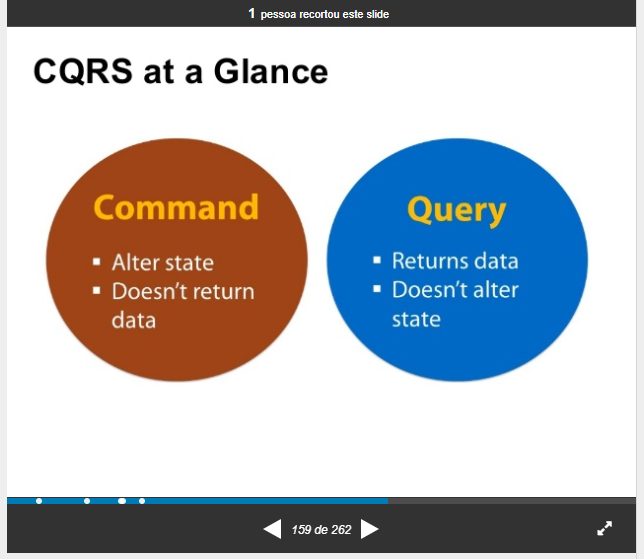 1 pessoa recortou este slide
CQRS at a Glance
Command
▪ Alter state
▪ Doesn't return
data
Query
▪ Returns data
▪ Doesn't alter
state
159 de 262